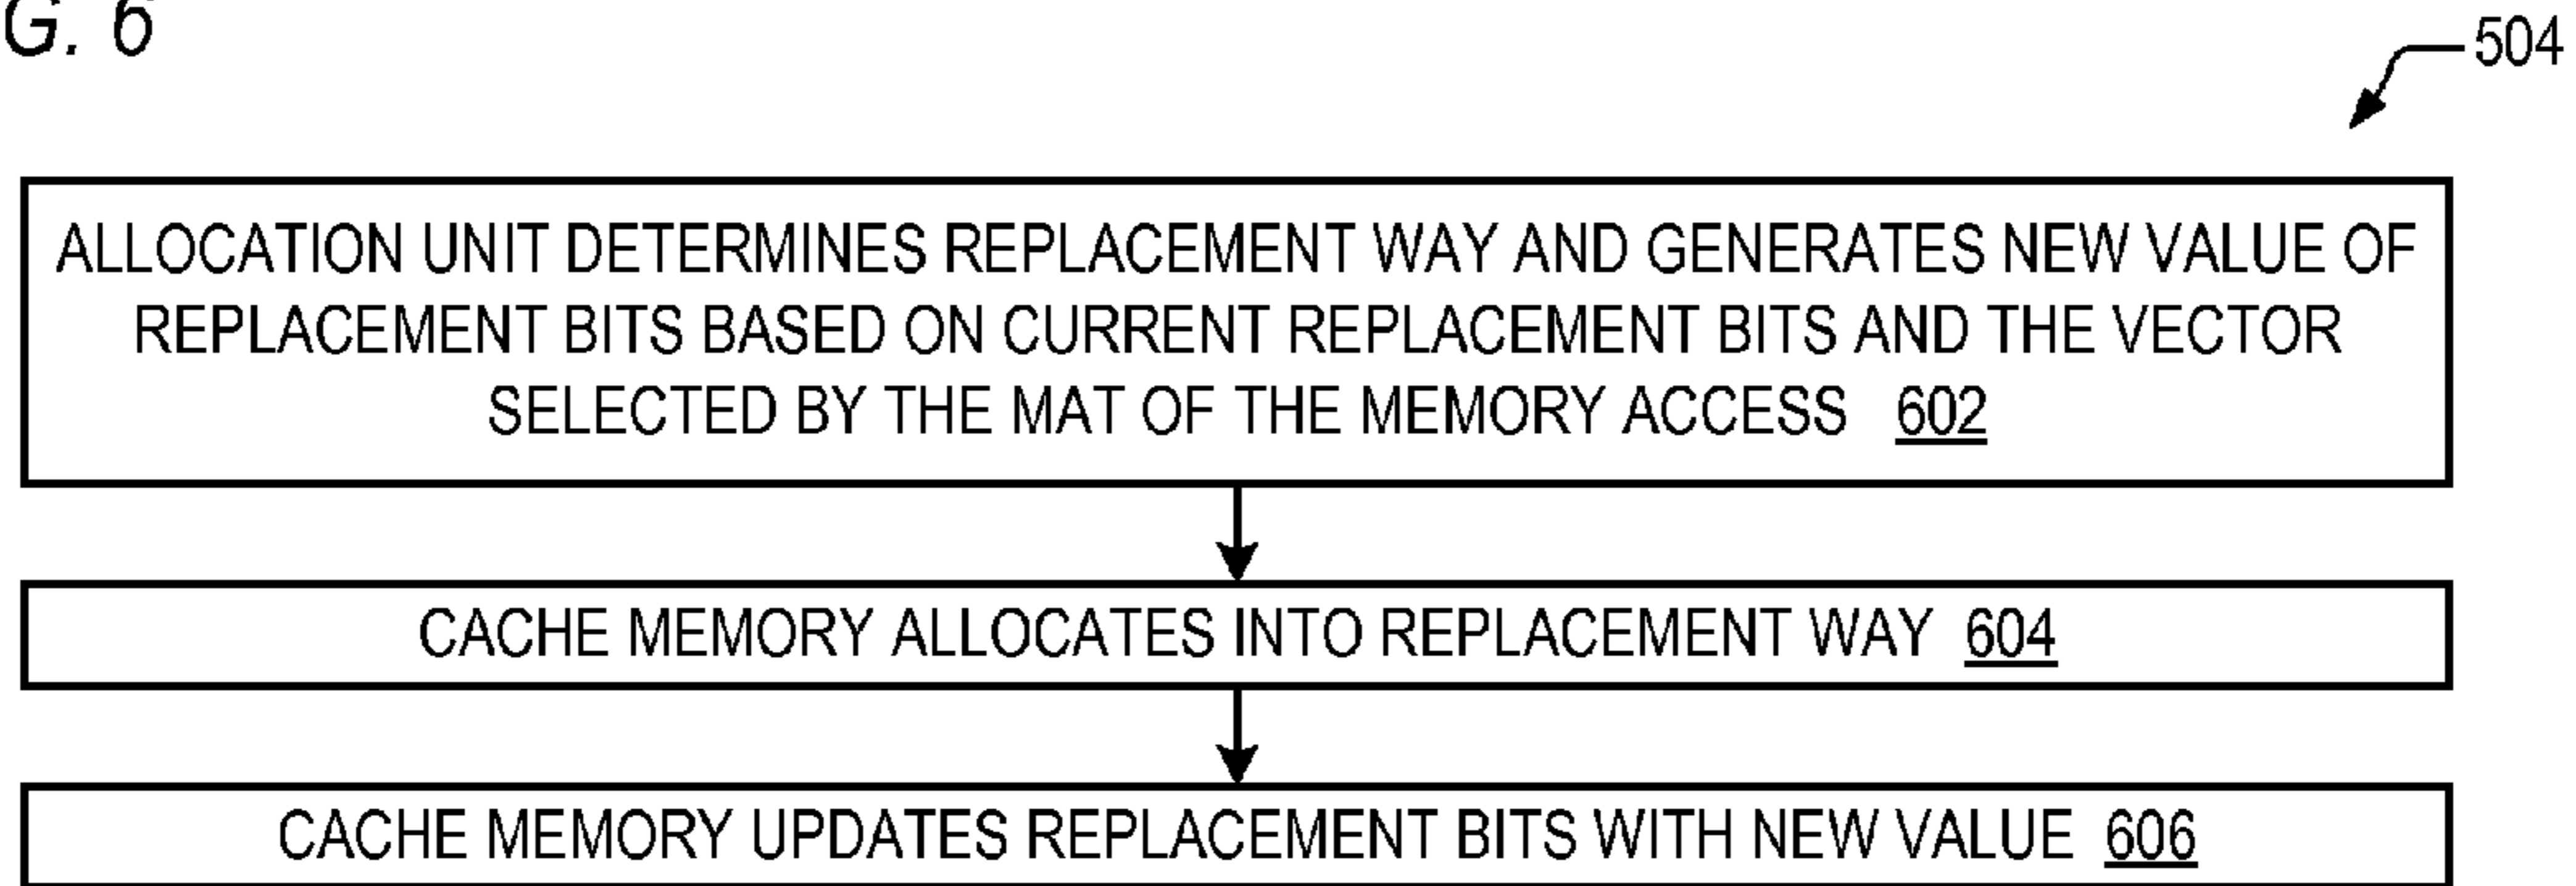 G. 6
504
ALLOCATION UNIT DETERMINES REPLACEMENT WAY AND GENERATES NEW VALUE OF
REPLACEMENT BITS BASED ON CURRENT REPLACEMENT BITS AND THE VECTOR
SELECTED BY THE MAT OF THE MEMORY ACCESS 602
CACHE MEMORY ALLOCATES INTO REPLACEMENT WAY 604
CACHE MEMORY UPDATES REPLACEMENT BITS WITH NEW VALUE 606